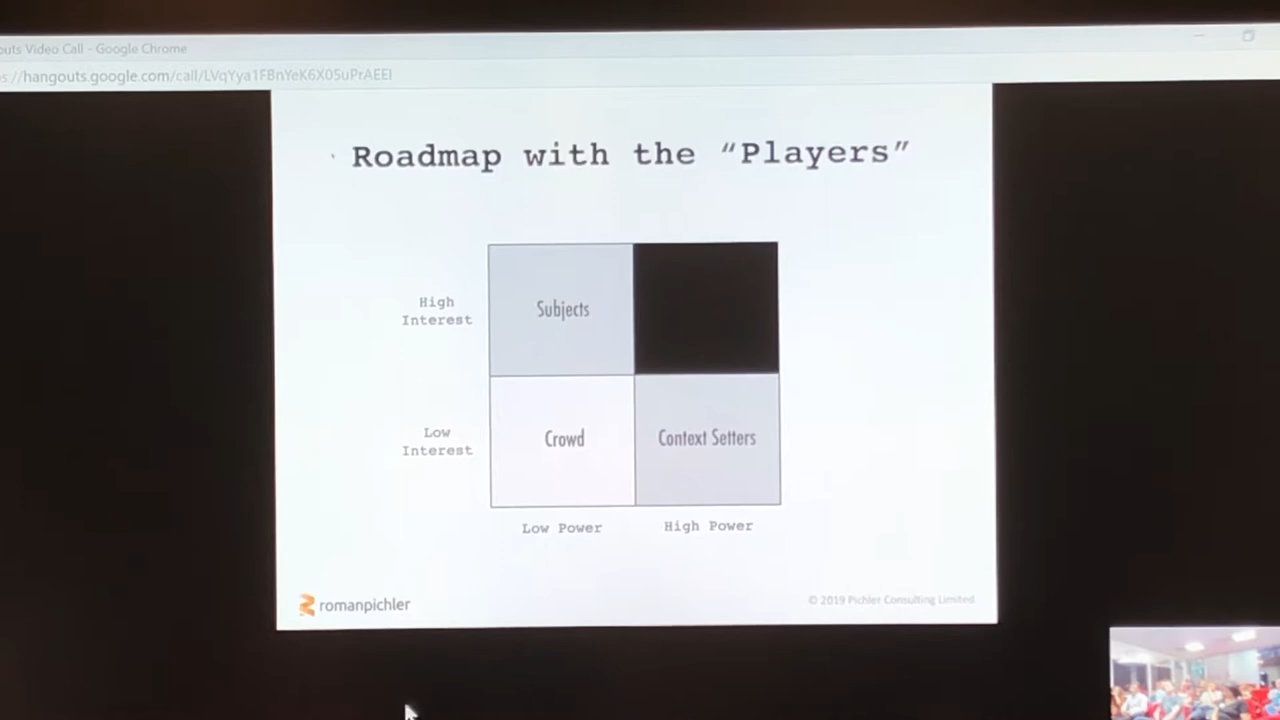 outs Video Call - Google Chrome
s://hangouts.google.com/call/LVqYya1FBnYeK6X05uPrAEEI
Roadmap with the “Players”
High
Interest
Subjects
Low
Interest
Crowd
Context Setters
Low Power
High Power
romanpichler
© 2019 Pichler Consulting Limited